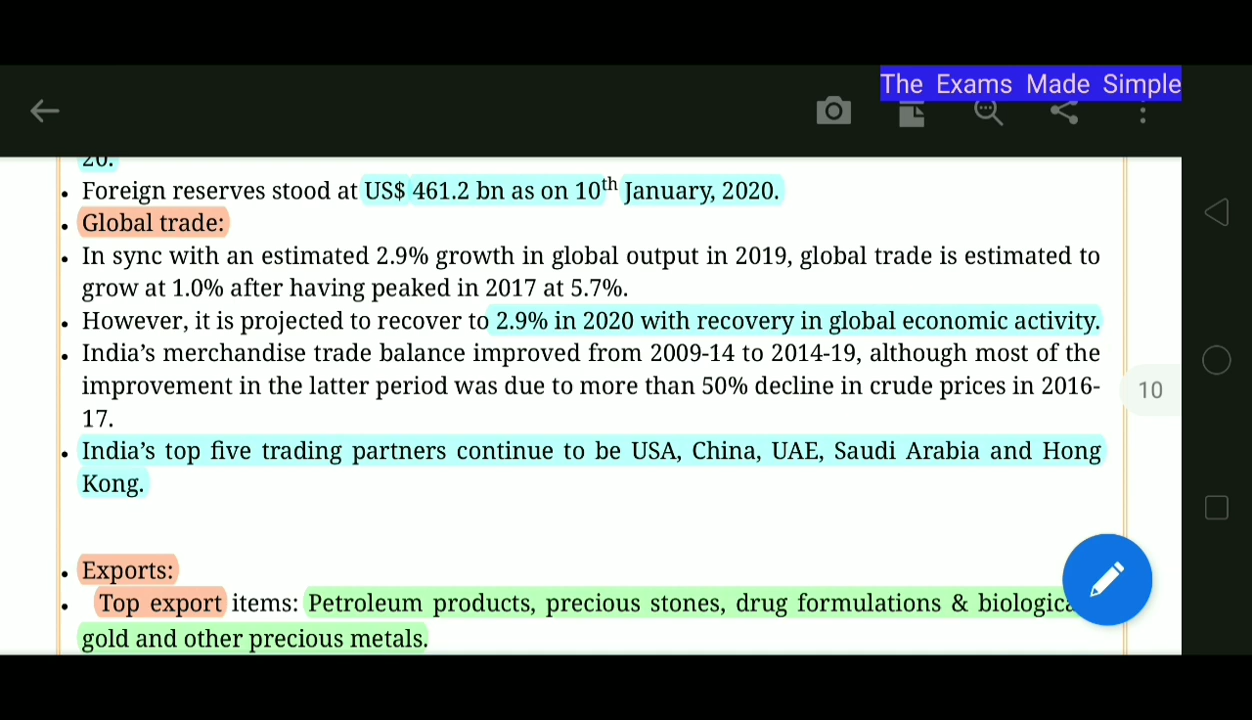 The Exams Made Simple
20.
• Foreign reserves stood at US$ 461.2 bn as on 10th January, 2020.
• Global trade:
• In sync with an estimated 2.9% growth in global output in 2019, global trade is estimated to
grow at 1.0% after having peaked in 2017 at 5.7%.
• However, it is projected to recover to 2.9% in 2020 with recovery in global economic activity.
• India’s merchandise trade balance improved from 2009-14 to 2014-19, although most of the
improvement in the latter period was due to more than 50% decline in crude prices in 2016-
17.
10
• India’s top five trading partners continue to be USA, China, UAE, Saudi Arabia and Hong
Kong.
• Exports:
• Top export items: Petroleum products, precious stones, drug formulations &
gold and other precious metals.